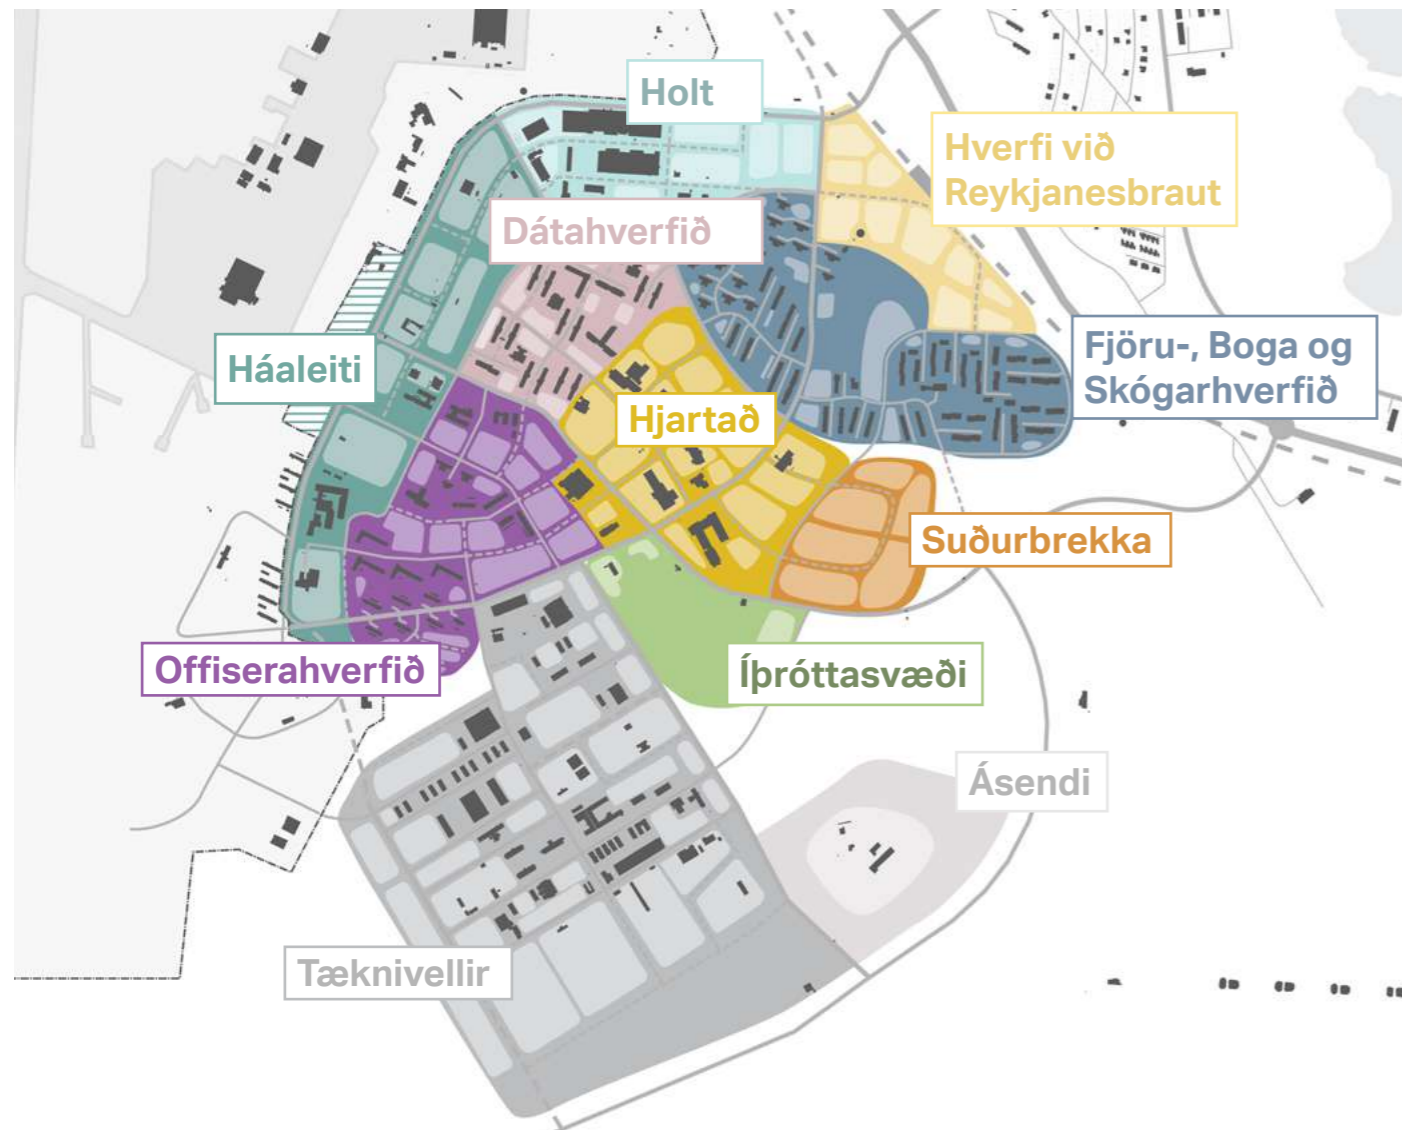 Holt
Hverfi við
Reykjanesbraut
Dátahverfið
Háaleiti
Fjöru-, Boga og
Skógarhverfið
Hjartað
Suðurbrekka
Offiserahverfið
Íþróttasvæði
Ásendi
Tæknivellir